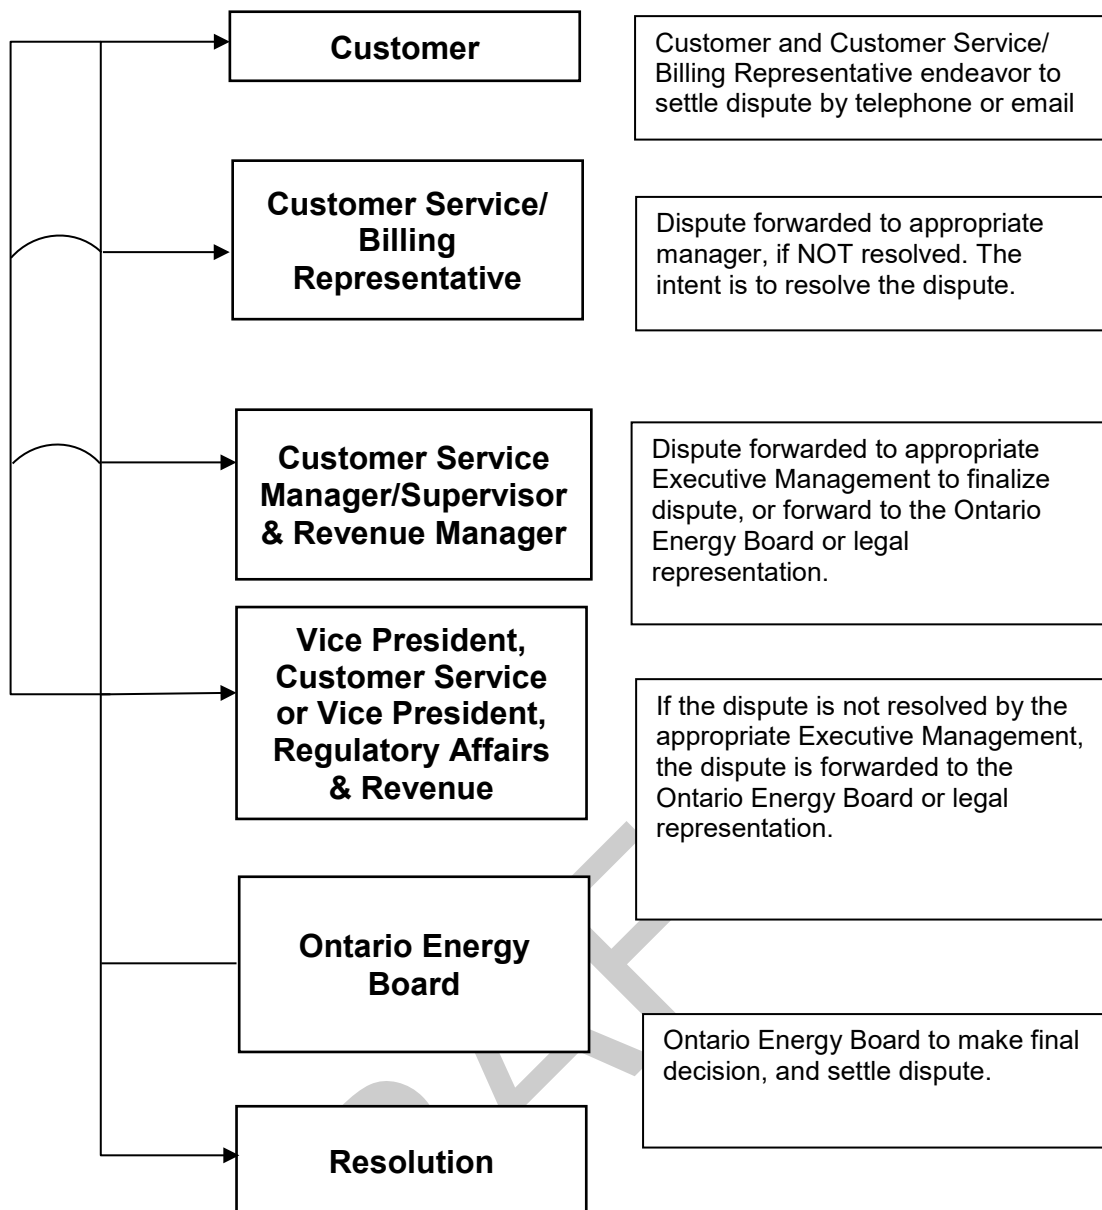 Customer
Customer and Customer Service/
Billing Representative endeavor to
settle dispute by telephone or email
Customer Service/
Billing
Representative
Dispute forwarded to appropriate
manager, if NOT resolved. The
intent is to resolve the dispute.
Customer Service
Manager/Supervisor
& Revenue Manager
Dispute forwarded to appropriate
Executive Management to finalize
dispute, or forward to the Ontario
Energy Board or legal
representation.
Vice President,
Customer Service
or Vice President,
Regulatory Affairs
& Revenue
If the dispute is not resolved by the
appropriate Executive Management,
the dispute is forwarded to the
Ontario Energy Board or legal
representation.
Ontario Energy
Board
Ontario Energy Board to make final
decision, and settle dispute.
Resolution